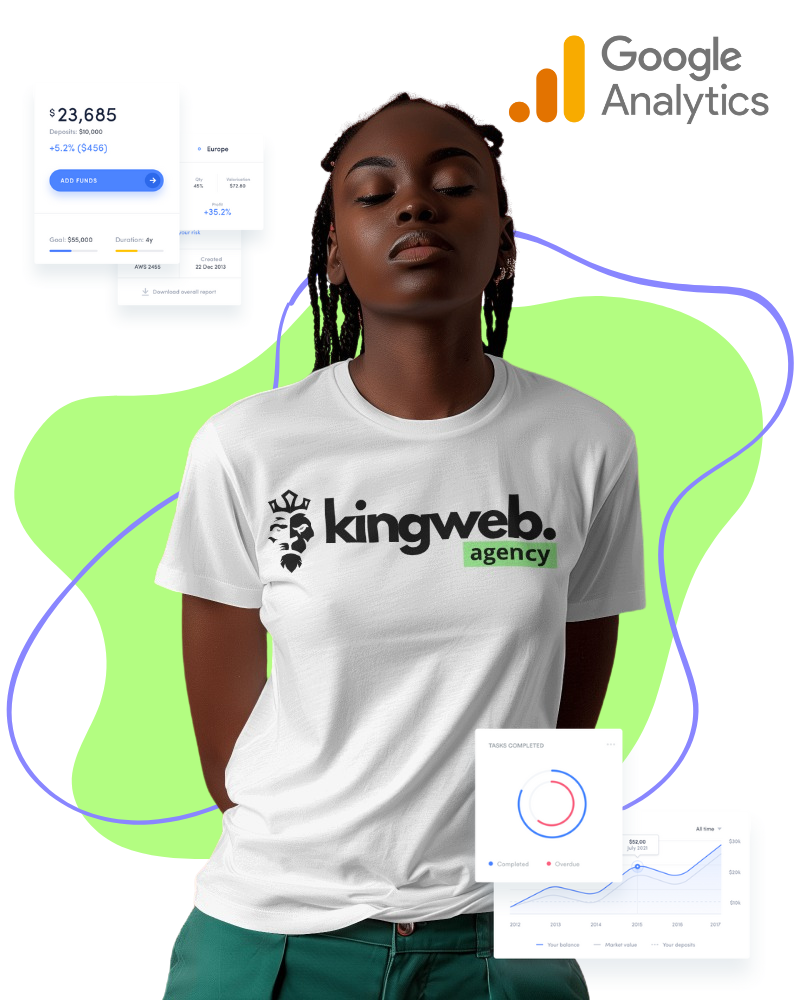 Google
Analytics
$23,685
Deposits: $10,000
+5.2% ($456)
ADD FUNDS
Goal: $55,000
Duration: 4y
Europe
Qty
45%
Valuemation
$72.80
Profit
+35.2%
your risk
AWS 2455
Created
22 Dec 2013
Download overall report
kingweb.
agency
TASKS COMPLETED
Completed
Overdue
All time
$52.00
July 2021
$30k
$20k
$10k
2012 2013 2014 2015 2016 2017
Your balance
Market value
Your deposits